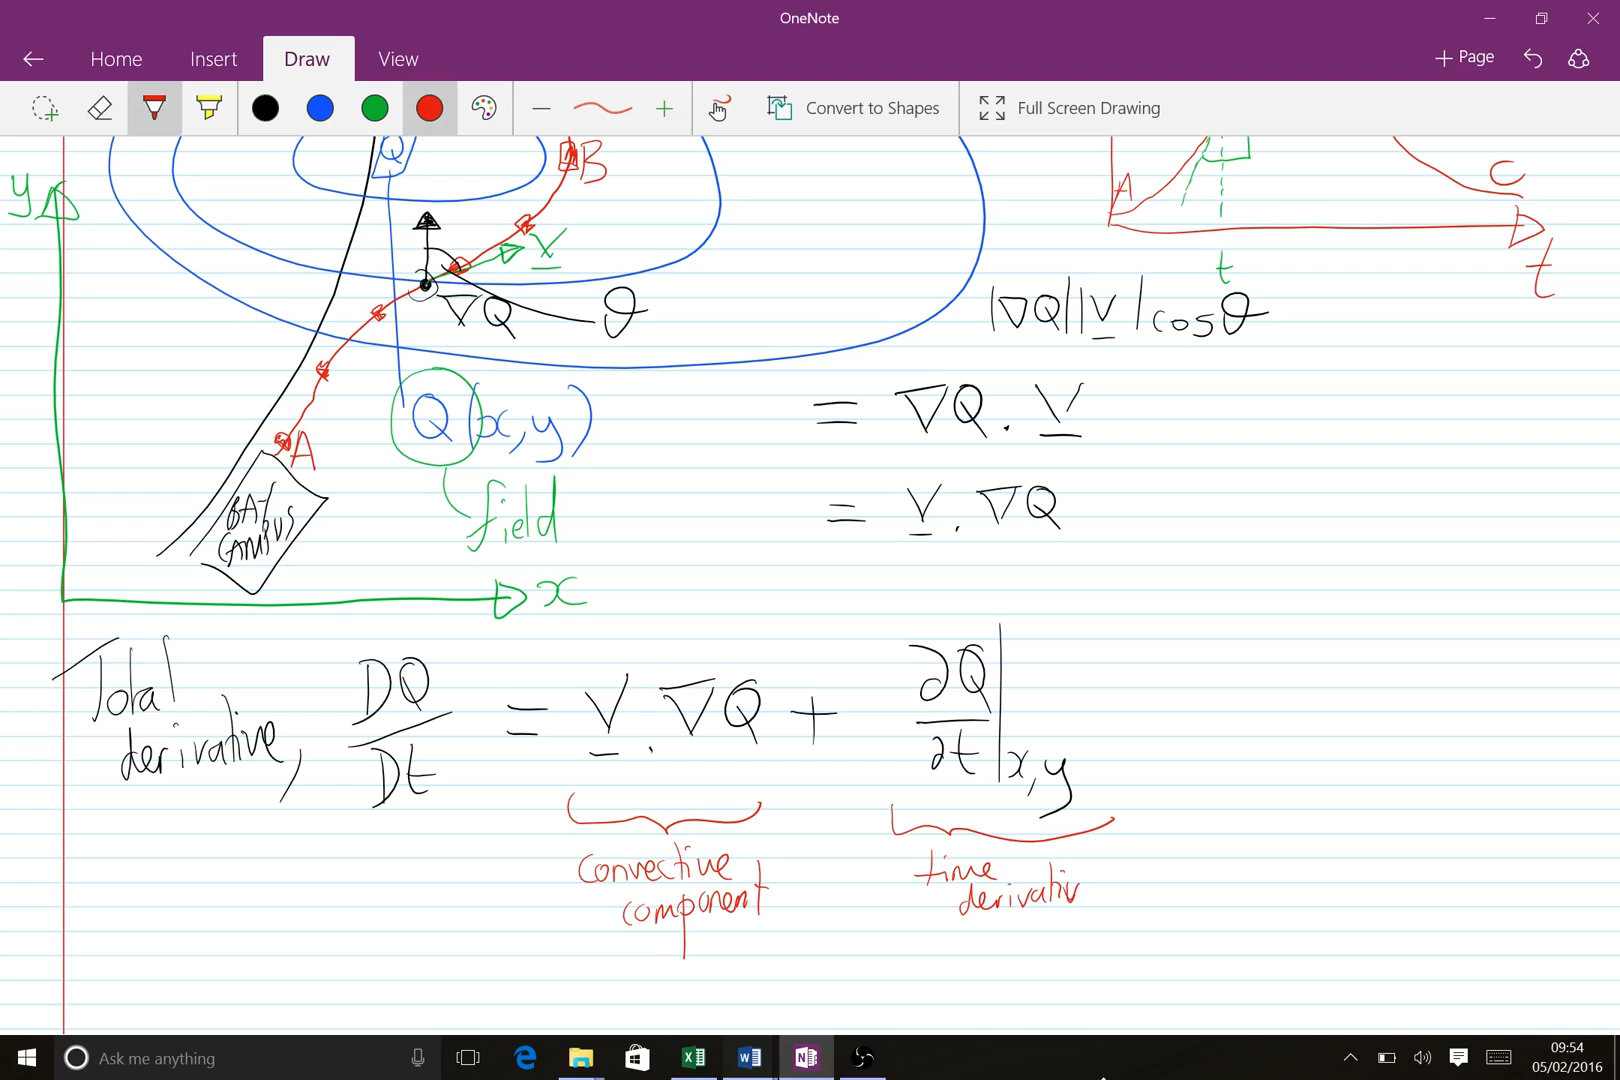 OneNote
Home Insert Draw View
Page
Convert to Shapes
Full Screen Drawing
Q
B
y
V
∇Q
θ
A
Q(x,y)
field
x
A
C
t
t
|∇Q||V|cosθ
= ∇Q . V
= V . ∇Q
Total derivative, DQ/Dt = V . ∇Q + ∂Q/∂t|x,y
convective
component
time
derivativ
Ask me anything
09:54
05/02/2016